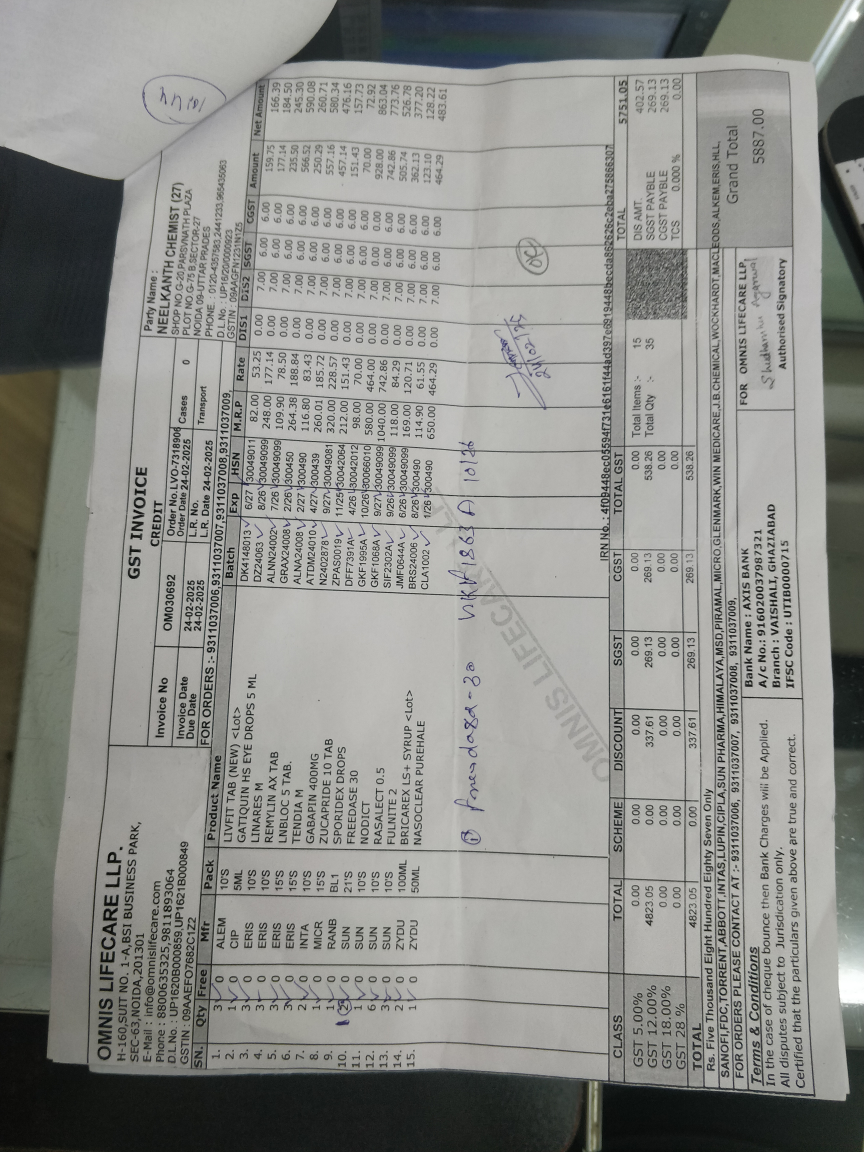 OMNIS LIFECARE LLP.
H-160,SUIT NO. 1-A,BSI BUSINESS PARK,
SEC-63,NOIDA,201301
E-Mail : info@omnislifecare.com
Phone : 8800635325,9811893064
D.L.No. : UP1620B000859,UP1621B000849
GSTIN : 09AAEFO7682C1Z2
GST INVOICE
CREDIT
Invoice No OM030692 Order No.LVO-7318906
Order Date 24-02-2025 Cases 0
Invoice Date 24-02-2025 L.R. No. Transport
Due Date 24-02-2025 L.R. Date 24-02-2025
FOR ORDERS :- 9311037006,9311037007,9311037008,9311037009,
Party Name :
NEELKANTH CHEMIST (27)
SHOP NO G-20,PARSVNATH PLAZA
PLOT NO G-75 B,SECTOR-27
NOIDA 09-UTTAR PRADES
PHONE : 0120-4357583,2441233,965435063
D.L.No : UP1620/0000923
SN. Qty Free Mfr Pack Product Name Batch Exp HSN M.R.P Rate DIS1 DIS2 SGST CGST Amount Net Amount
1. 3 0 ALEM 10'S LIVFIT TAB (NEW) <Lot> DK4148013 6/27 30049011 82.00 53.25 0.00 7.00 6.00 6.00 159.75 166.39
2. 1 0 CIP 5ML GATIQUIN HS EYE DROPS 5 ML DZ24063 8/26 30049099 248.00 177.14 0.00 7.00 6.00 6.00 177.14 184.50
3. 3 0 ERIS 10'S LINARES M ALNN24002 7/26 30049099 109.90 78.50 0.00 7.00 6.00 6.00 235.50 245.30
4. 3 0 ERIS 10'S REMYLIN AX TAB GRAX24008 2/26 300450 264.38 188.84 0.00 7.00 6.00 6.00 566.52 590.08
5. 3 0 ERIS 15'S LNBLOC 5 TAB. ALNA24008 2/27 300490 116.80 83.43 0.00 7.00 6.00 6.00 250.29 260.71
6. 3 0 ERIS 15'S TENDIA M ATDM24010 4/27 300439 260.01 185.72 0.00 7.00 6.00 6.00 557.16 580.34
7. 2 0 INTA 10'S GABAPIN 400MG N2402878 9/27 30049081 320.00 228.57 0.00 7.00 6.00 6.00 457.14 476.16
8. 1 0 MICR 15'S ZUCAPRIDE 10 TAB ZPAS0019 11/25 30042064 212.00 151.43 0.00 7.00 6.00 6.00 151.43 157.73
9. 1 0 RANB BL1 SPORIDEX DROPS DFF7391A 4/26 30042012 98.00 70.00 0.00 7.00 6.00 6.00 70.00 72.92
10. 2 0 SUN 21'S FREEDASE 30 GKF1995A 10/26 30066010 580.00 464.00 0.00 7.00 0.00 0.00 928.00 863.04
11. 1 0 SUN 10'S NODICT GKF1068A 9/27 30049099 1040.00 742.86 0.00 7.00 6.00 6.00 742.86 773.76
12. 6 0 SUN 10'S RASALECT 0.5 SIF2302A 9/26 30049099 118.00 84.29 0.00 7.00 6.00 6.00 505.74 526.78
13. 3 0 SUN 10'S FULNITE 2 JMF0644A 6/26 30049099 169.00 120.71 0.00 7.00 6.00 6.00 362.13 377.20
14. 2 0 ZYDU 100ML BRICAREX LS+ SYRUP <Lot> BRS24006 8/26 300490 114.90 61.55 0.00 7.00 6.00 6.00 123.10 128.22
15. 1 0 ZYDU 50ML NASOCLEAR PUREHALE CLA1002 1/26 300490 650.00 464.29 0.00 7.00 6.00 6.00 464.29 483.61
10/26
24/02/25
OMNIS LIFECARE
CLASS TOTAL SCHEME DISCOUNT SGST CGST TOTAL GST
GST 5.00% 0.00 0.00 0.00 0.00 0.00 0.00
GST 12.00% 4823.05 0.00 337.61 269.13 269.13 538.26
GST 18.00% 0.00 0.00 0.00 0.00 0.00 0.00
GST 28 % 0.00 0.00 0.00 0.00 0.00 0.00
TOTAL 4823.05 0.00 337.61 269.13 269.13 538.26
Total Items :- 15
Total Qty :- 35
TOTAL 5751.05
DIS AMT. 402.57
SGST PAYBLE 269.13
CGST PAYBLE 269.13
TCS 0.000 % 0.00
Grand Total
5887.00
Rs. Five Thousand Eight Hundred Eighty Seven Only
SANOFI,FDC,TORRENT,ABBOTT,INTAS,LUPIN,CIPLA,SUN PHARMA,HIMALAYA,MSD,PIRAMAL,MICRO,GLENMARK,WIN MEDICARE,J.B.CHEMICAL,WOCKHARDT,MACLEODS,ALKEM,ERIS,HLL,
FOR ORDERS PLEASE CONTACT AT :- 9311037006, 9311037007, 9311037008, 9311037009,
Terms & Conditions
In the case of cheque bounce then Bank Charges will be Applied.
All disputes subject to Jurisdication only.
Certified that the particulars given above are true and correct.
Bank Name : AXIS BANK
A/c No.: 916020037987321
Branch : VAISHALI, GHAZIABAD
IFSC Code : UTIB0000715
FOR OMNIS LIFECARE LLP.
Authorised Signatory